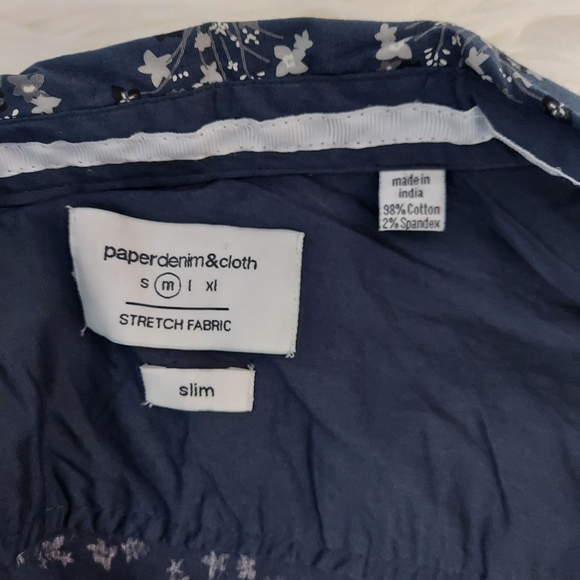 paperdenim&cloth
s m l xl
STRETCH FABRIC
slim
made in
india
98% Cotton
2% Spandex